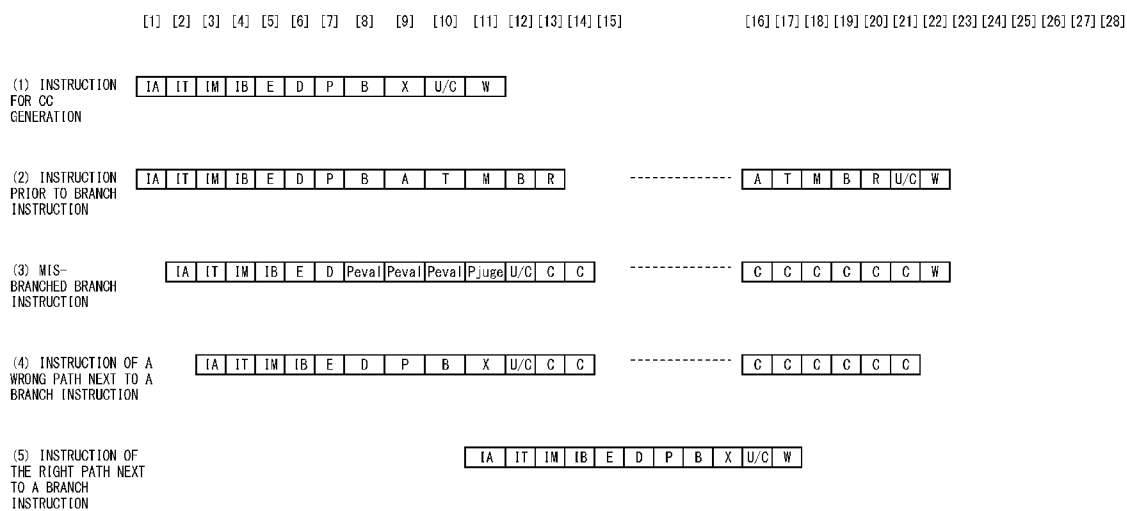 [1] [2] [3] [4] [5] [6] [7] [8] [9] [10] [11] [12] [13] [14] [15] [16] [17] [18] [19] [20] [21] [22] [23] [24] [25] [26] [27] [28]
(1) INSTRUCTION
FOR CC
GENERATION
IA IT IM IB E D P B X U/C W
(2) INSTRUCTION
PRIOR TO BRANCH
INSTRUCTION
IA IT IM IB E D P B A T M B R A T M B R U/C W
(3) MIS-
BRANCHED BRANCH
INSTRUCTION
IA IT IM IB E D Peval Peval Peval Pjuge U/C C C C C C C C C W
(4) INSTRUCTION OF A
WRONG PATH NEXT TO A
BRANCH INSTRUCTION
IA IT IM IB E D P B X U/C C C C C C C C C
(5) INSTRUCTION OF
THE RIGHT PATH NEXT
TO A BRANCH
INSTRUCTION
IA IT IM IB E D P B X U/C W